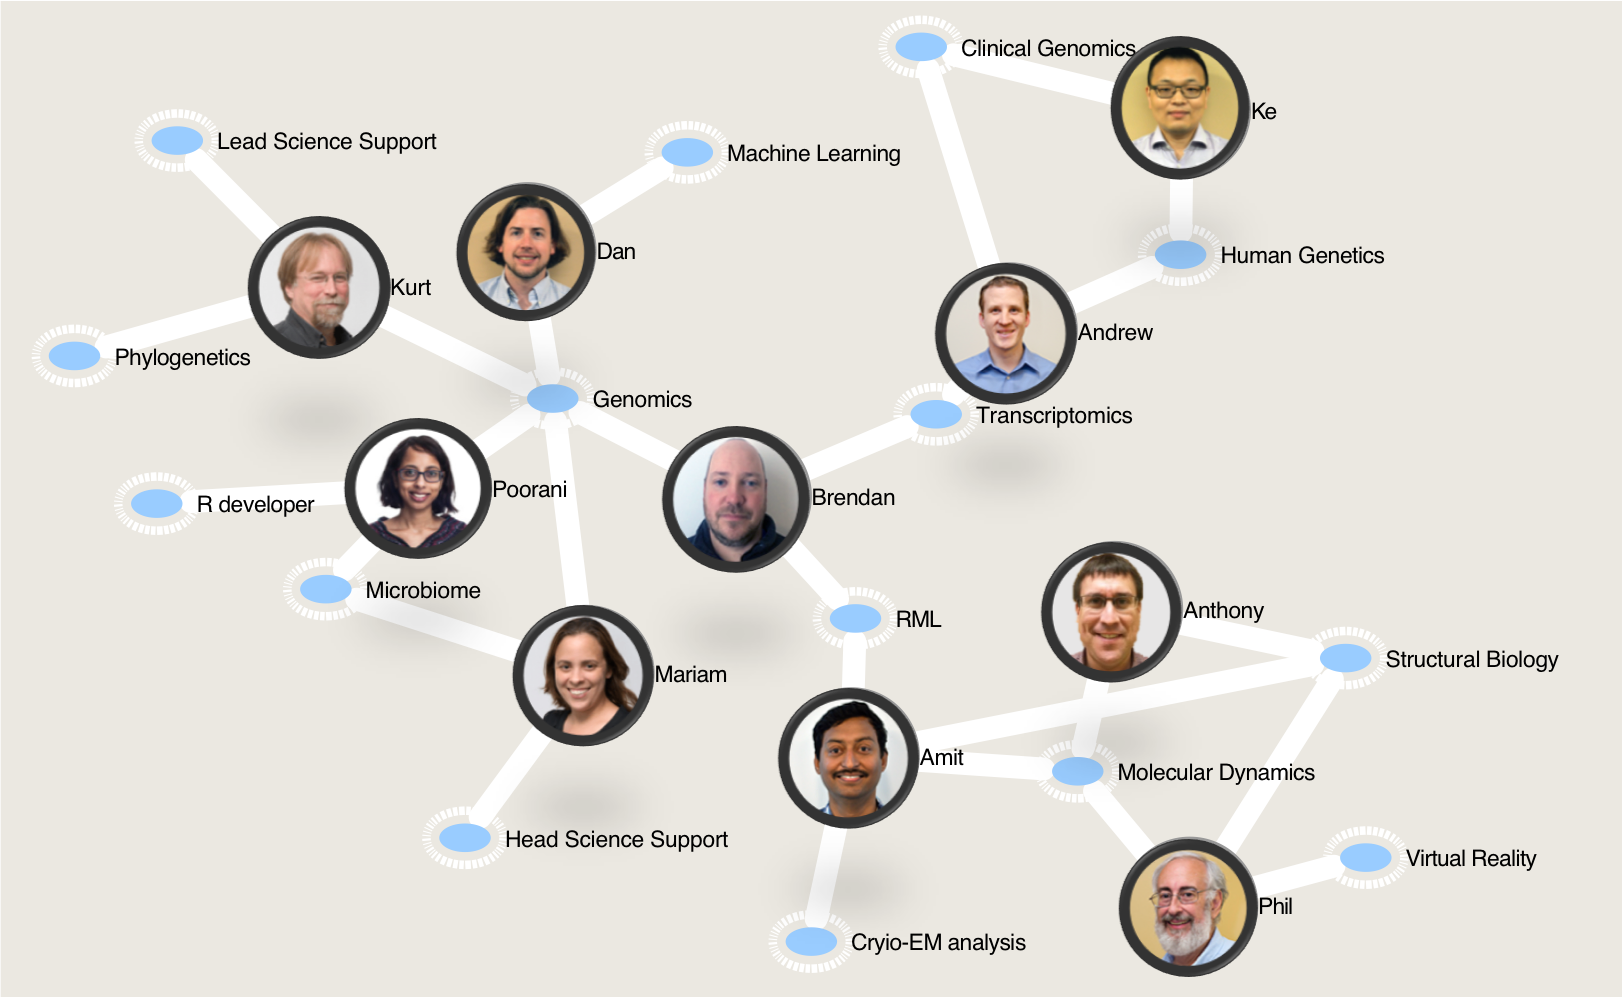 Clinical Genomics
Ke
Lead Science Support
Machine Learning
Dan
Human Genetics
Kurt
Andrew
Phylogenetics
Genomics
Transcriptomics
Poorani
Brendan
R developer
Microbiome
Anthony
RML
Structural Biology
Mariam
Amit
Molecular Dynamics
Head Science Support
Virtual Reality
Phil
Cryio-EM analysis